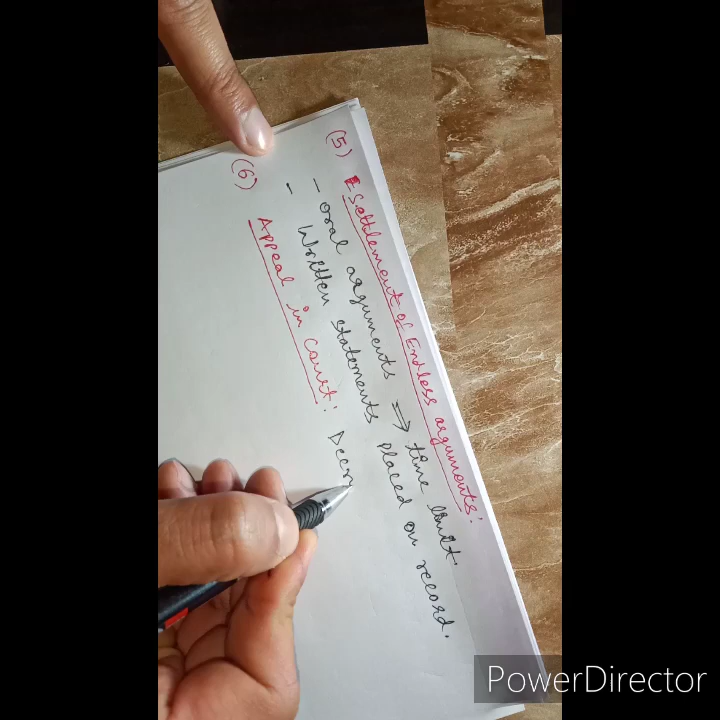 (5) Settlement of Endless arguments:
- oral arguments ⇒ time limit.
- Written statements placed on record.
(6) Appeal in court: Decr
PowerDirector